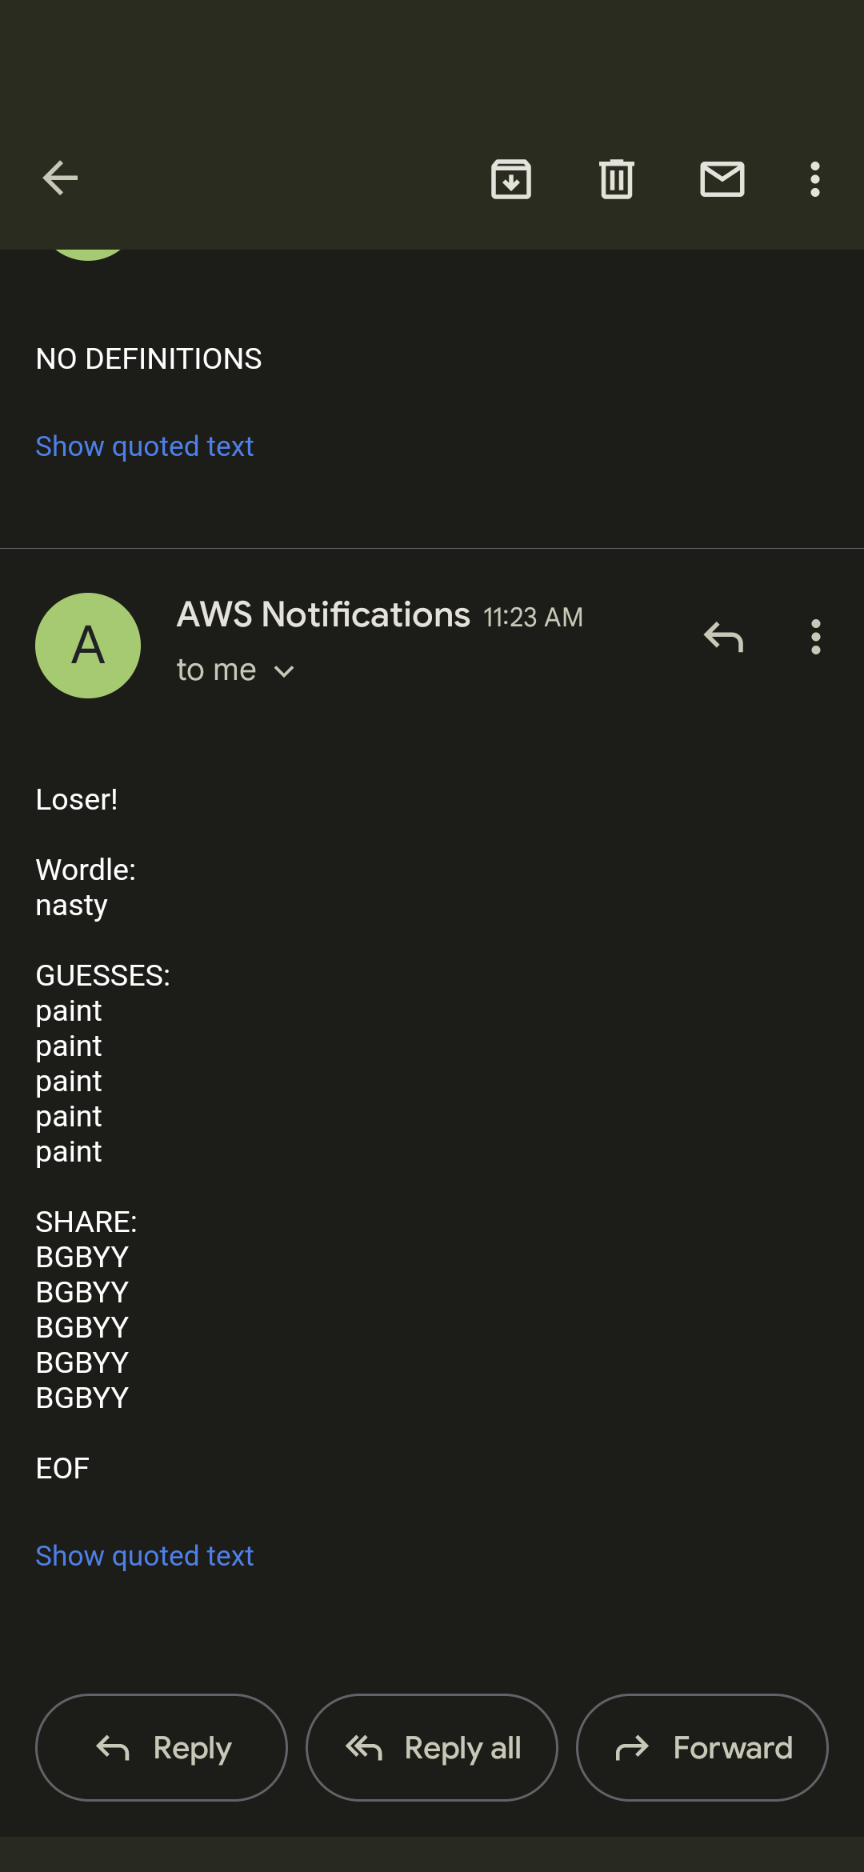 NO DEFINITIONS
Show quoted text
A
AWS Notifications 11:23 AM
to me
Loser!
Wordle:
nasty
GUESSES:
paint
paint
paint
paint
paint
SHARE:
BGBYY
BGBYY
BGBYY
BGBYY
BGBYY
EOF
Show quoted text
Reply
Reply all
Forward